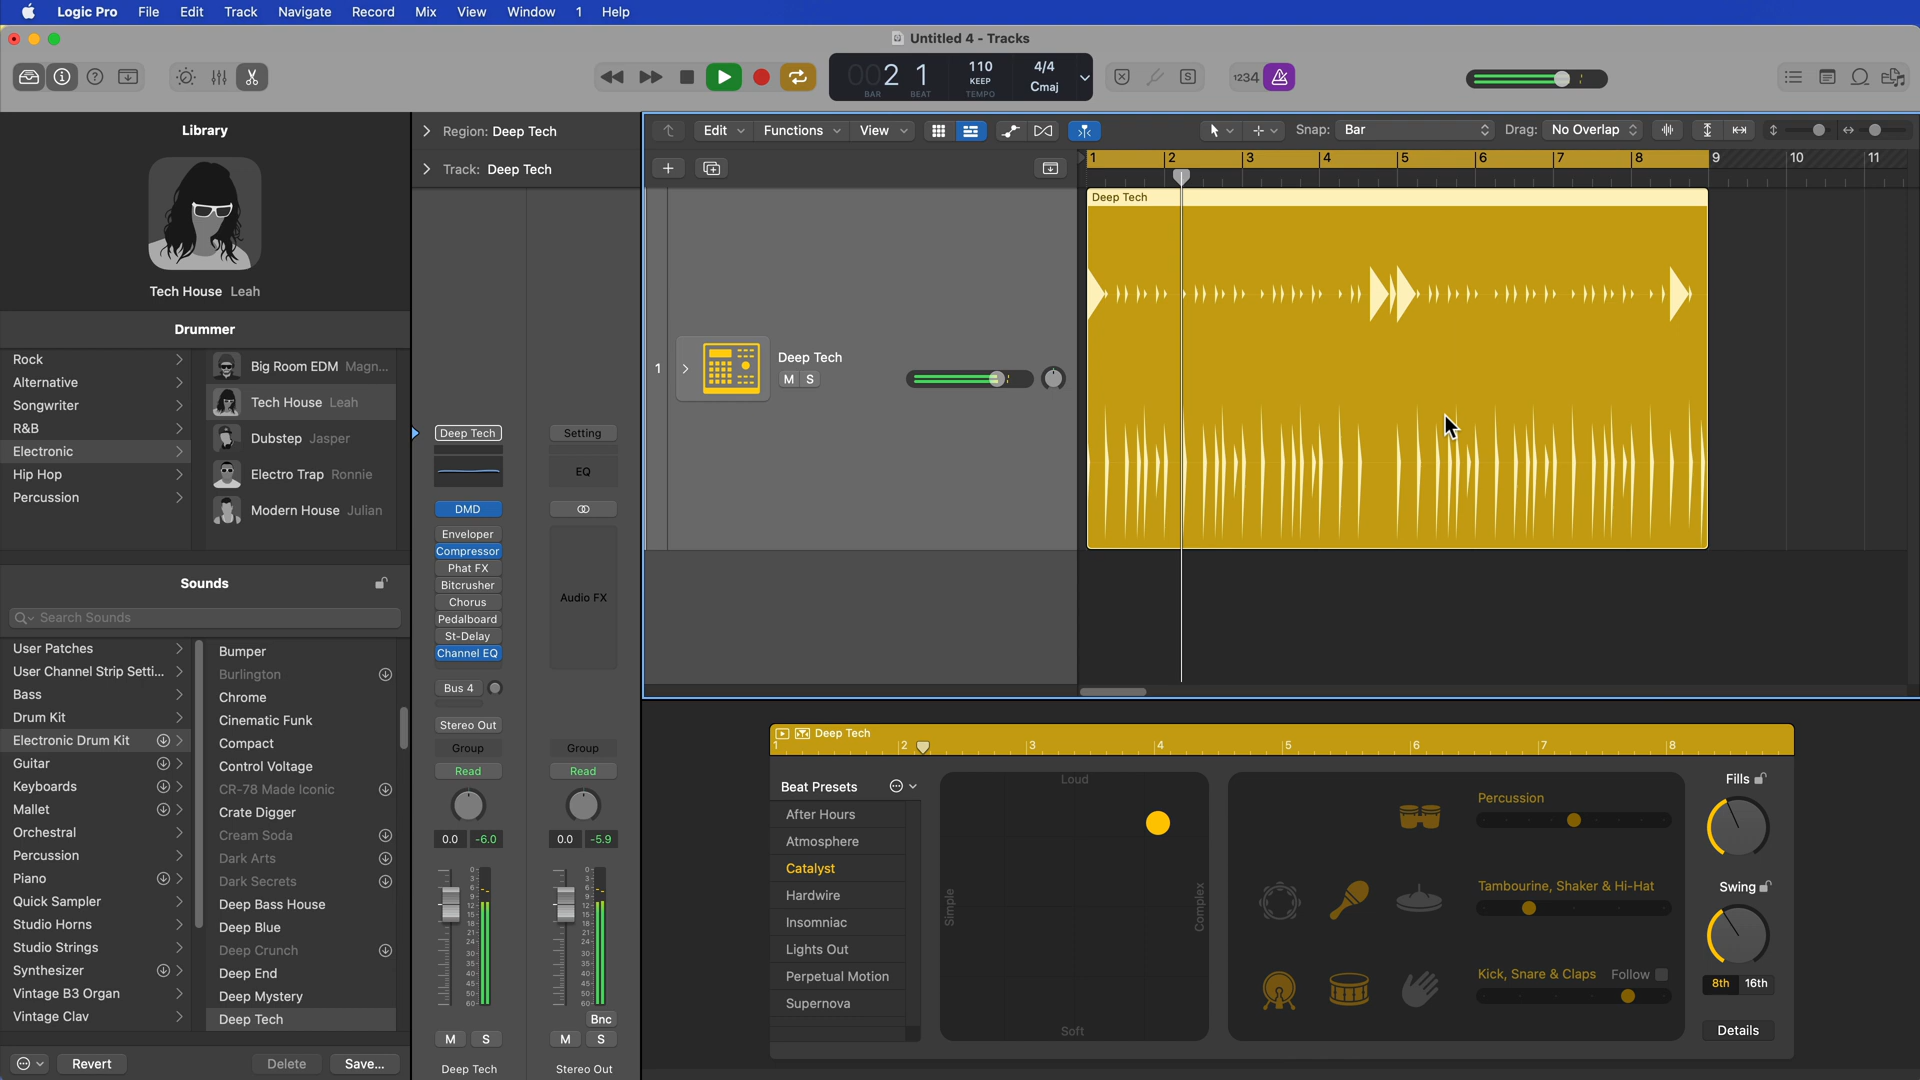 Logic Pro File Edit Track Navigate Record Mix View Window 1 Help
Untitled 4 - Tracks
002 1
BAR BEAT
110
KEEP
TEMPO
4/4
Cmaj
S
1234
Library
Tech House Leah
Drummer
Rock
Alternative
Songwriter
R&B
Electronic
Hip Hop
Percussion
Big Room EDM Magn...
Tech House Leah
Dubstep Jasper
Electro Trap Ronnie
Modern House Julian
Sounds
Search Sounds
User Patches
User Channel Strip Setti...
Bass
Drum Kit
Electronic Drum Kit
Guitar
Keyboards
Mallet
Orchestral
Percussion
Piano
Quick Sampler
Studio Horns
Studio Strings
Synthesizer
Vintage B3 Organ
Vintage Clav
Bumper
Burlington
Chrome
Cinematic Funk
Compact
Control Voltage
CR-78 Made Iconic
Crate Digger
Cream Soda
Dark Arts
Dark Secrets
Deep Bass House
Deep Blue
Deep Crunch
Deep End
Deep Mystery
Deep Tech
Revert
Delete
Save...
Region: Deep Tech
Track: Deep Tech
Deep Tech
DMD
Enveloper
Compressor
Phat FX
Bitcrusher
Chorus
Pedalboard
St-Delay
Channel EQ
Bus 4
Stereo Out
Group
Read
0.0 -6.0
M S
Deep Tech
Setting
EQ
Audio FX
Group
Read
0.0 -5.9
Bnc
M S
Stereo Out
Edit Functions View
Snap: Bar
Drag: No Overlap
1 2 3 4 5 6 7 8 9 10 11
1
Deep Tech
M S
Deep Tech
Deep Tech
1 2 3 4 5 6 7 8
Beat Presets
After Hours
Atmosphere
Catalyst
Hardwire
Insomniac
Lights Out
Perpetual Motion
Supernova
Loud
Simple
Complex
Soft
Percussion
Tambourine, Shaker & Hi-Hat
Kick, Snare & Claps Follow
Fills
Swing
8th 16th
Details